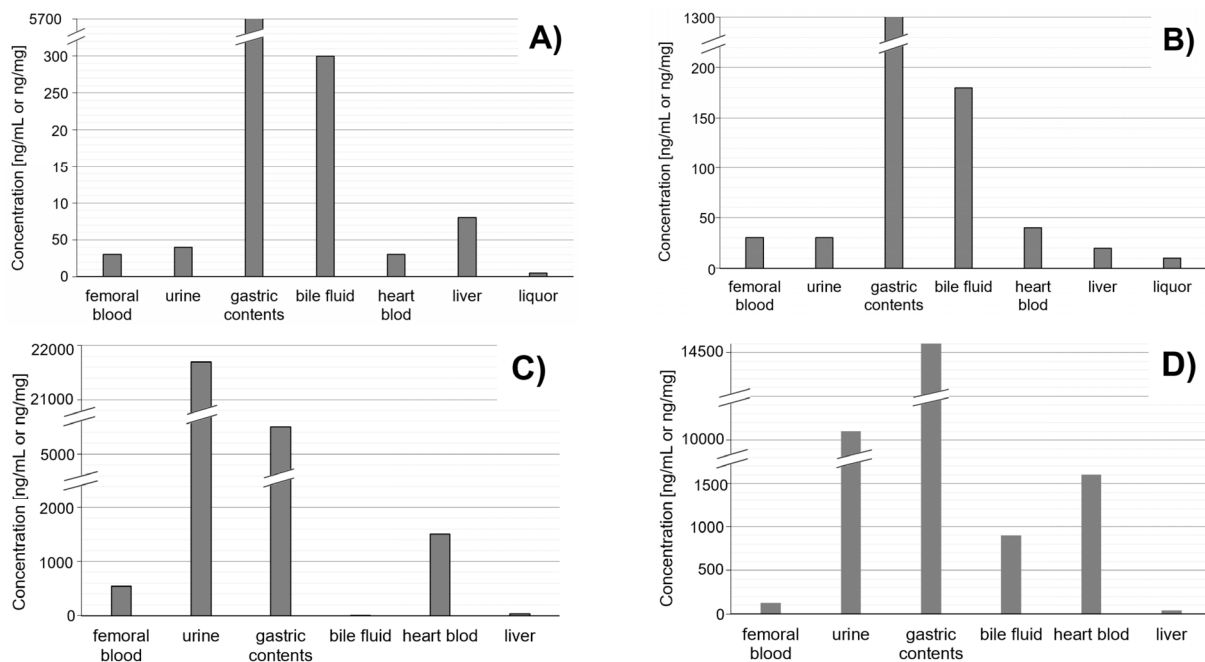 A)
Concentration [ng/mL or ng/mg]
5700
300
20
15
10
50
0
femoral blood
urine
gastric contents
bile fluid
heart blod
liver
liquor
B)
Concentration [ng/mL or ng/mg]
1300
200
150
100
50
0
femoral blood
urine
gastric contents
bile fluid
heart blod
liver
liquor
C)
Concentration [ng/mL or ng/mg]
22000
21000
5000
2000
1000
0
femoral blood
urine
gastric contents
bile fluid
heart blod
liver
D)
Concentration [ng/mL or ng/mg]
14500
10000
1500
1000
500
0
femoral blood
urine
gastric contents
bile fluid
heart blod
liver